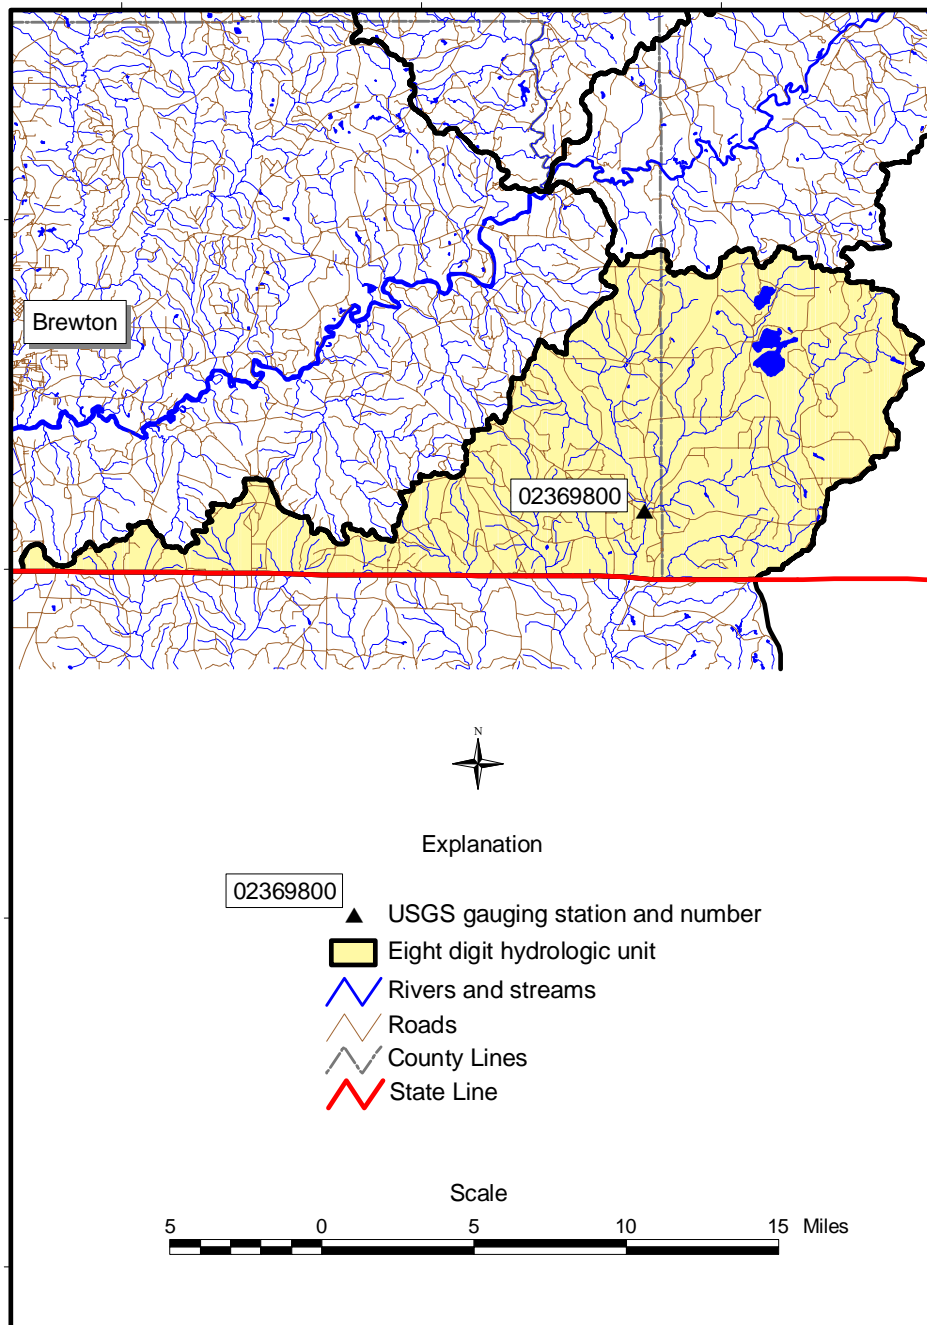 Brewton
02369800
N
Explanation
02369800
USGS gauging station and number
Eight digit hydrologic unit
Rivers and streams
Roads
County Lines
State Line
Scale
5 0 5 10 15 Miles